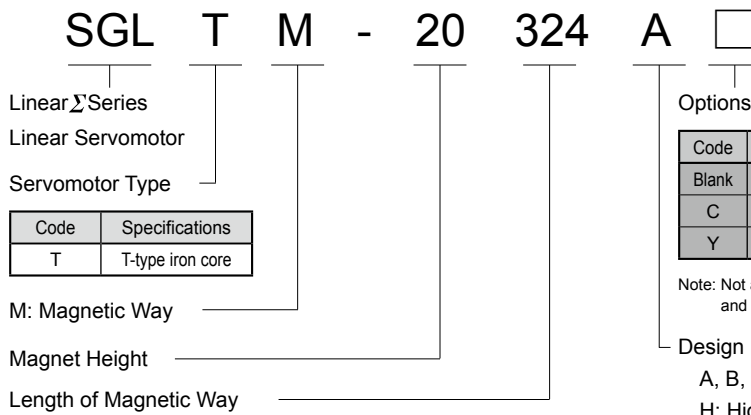 SGL T M - 20 324 A
Linear Σ Series
Linear Servomotor
Servomotor Type
Code Specifications
T T-type iron core
M: Magnetic Way
Magnet Height
Length of Magnetic Way
Options
Code
Blank
C
Y
Note: Not
and
Design
A, B,
H: